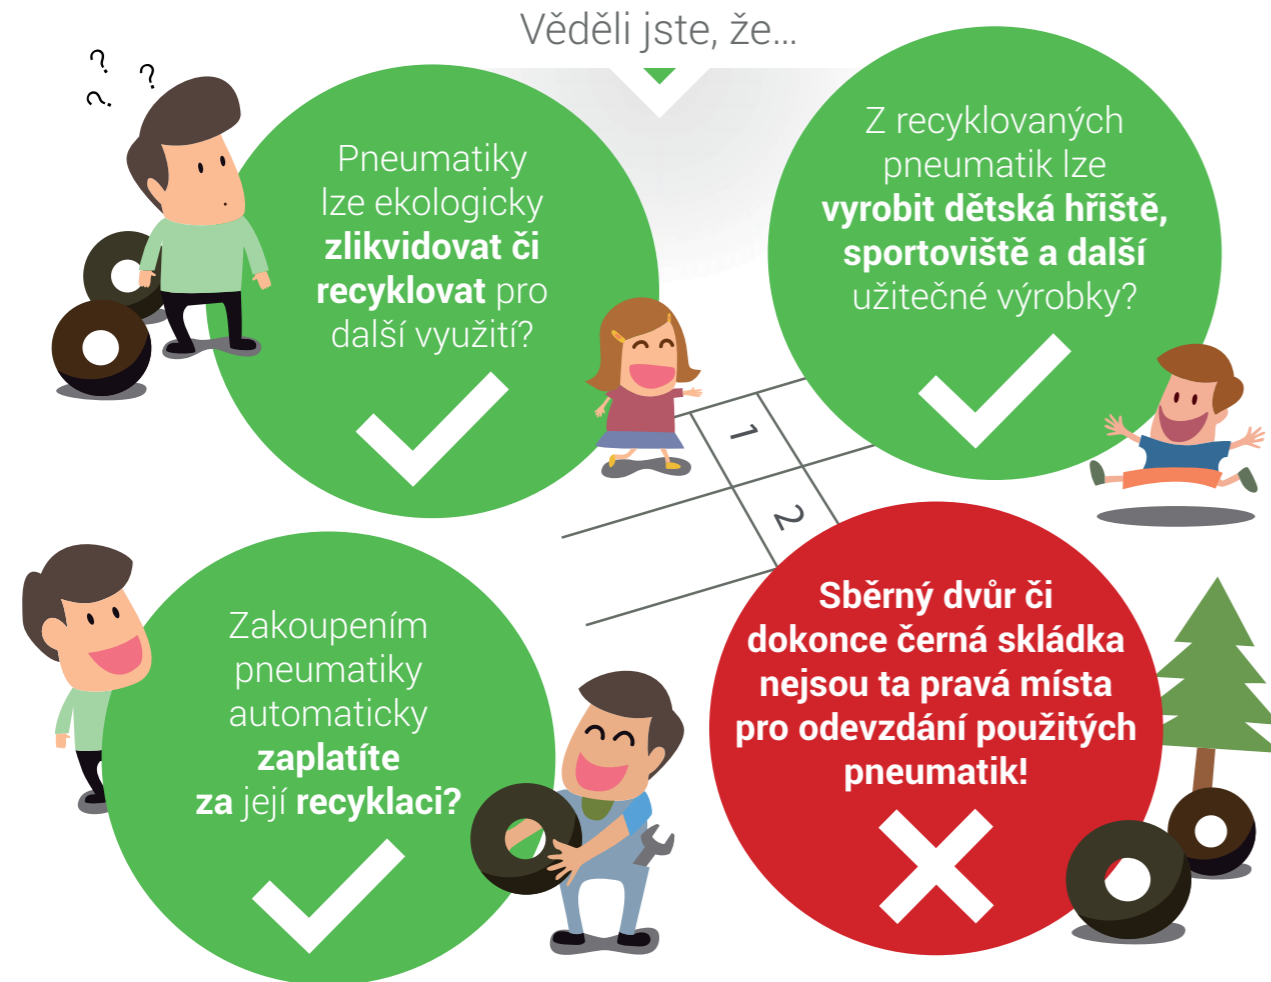 Věděli jste, že...
? ? ?
Pneumatiky
lze ekologicky
zlikvidovat či
recyklovat pro
další využití?
Z recyklovaných
pneumatik lze
vyrobit dětská hřiště,
sportoviště a další
užitečné výrobky?
1
2
Zakoupením
pneumatiky
automaticky
zaplatíte
za její recyklaci?
Sběrný dvůr či
dokonce černá skládka
nejsou ta pravá místa
pro odevzdání použitých
pneumatik!